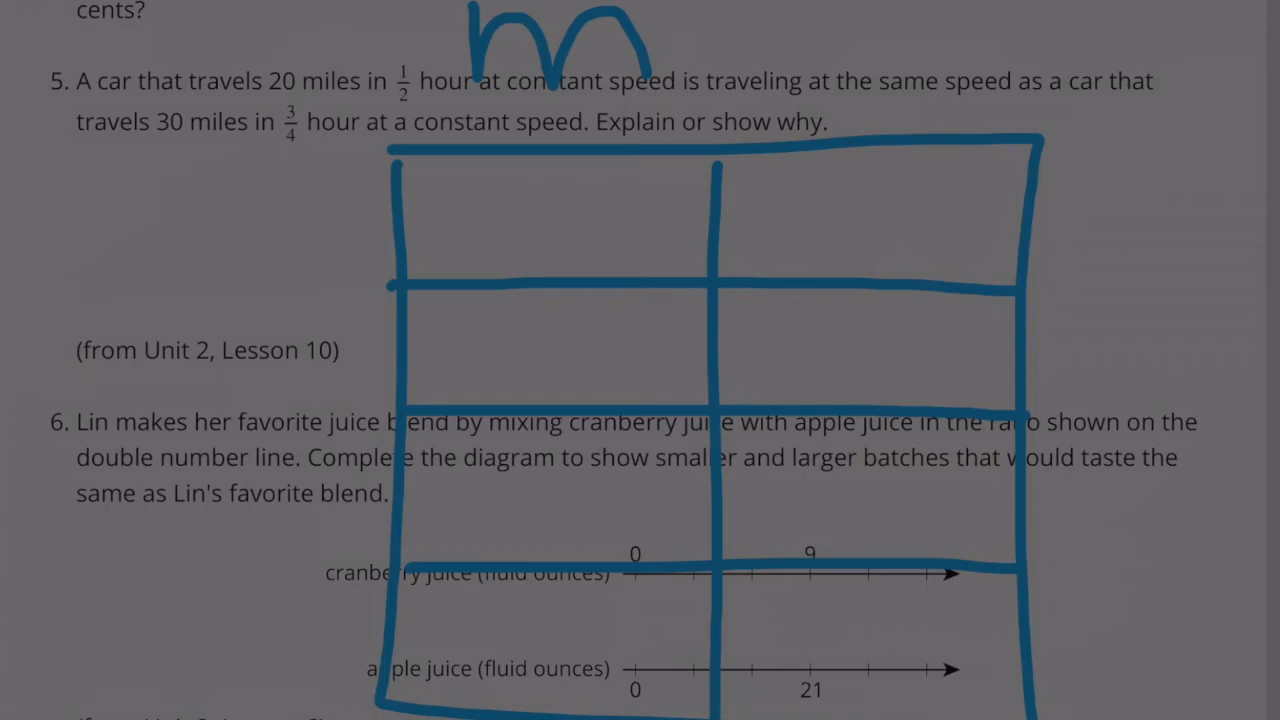 cents?
m
5. A car that travels 20 miles in 1/2 hour at constant speed is traveling at the same speed as a car that
travels 30 miles in 3/4 hour at a constant speed. Explain or show why.
(from Unit 2, Lesson 10)
6. Lin makes her favorite juice blend by mixing cranberry juice with apple juice in the ratio shown on the
double number line. Complete the diagram to show smaller and larger batches that would taste the
same as Lin's favorite blend.
0 9
cranberry juice (fluid ounces)
apple juice (fluid ounces)
0 21